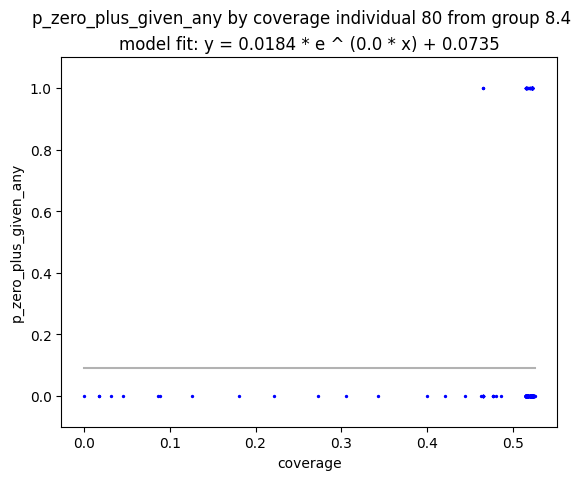 p_zero_plus_given_any by coverage individual 80 from group 8.4
model fit: y = 0.0184 * e ^ (0.0 * x) + 0.0735
1.0
0.8
0.6
0.4
0.2
0.0
p_zero_plus_given_any
0.0 0.1 0.2 0.3 0.4 0.5
coverage